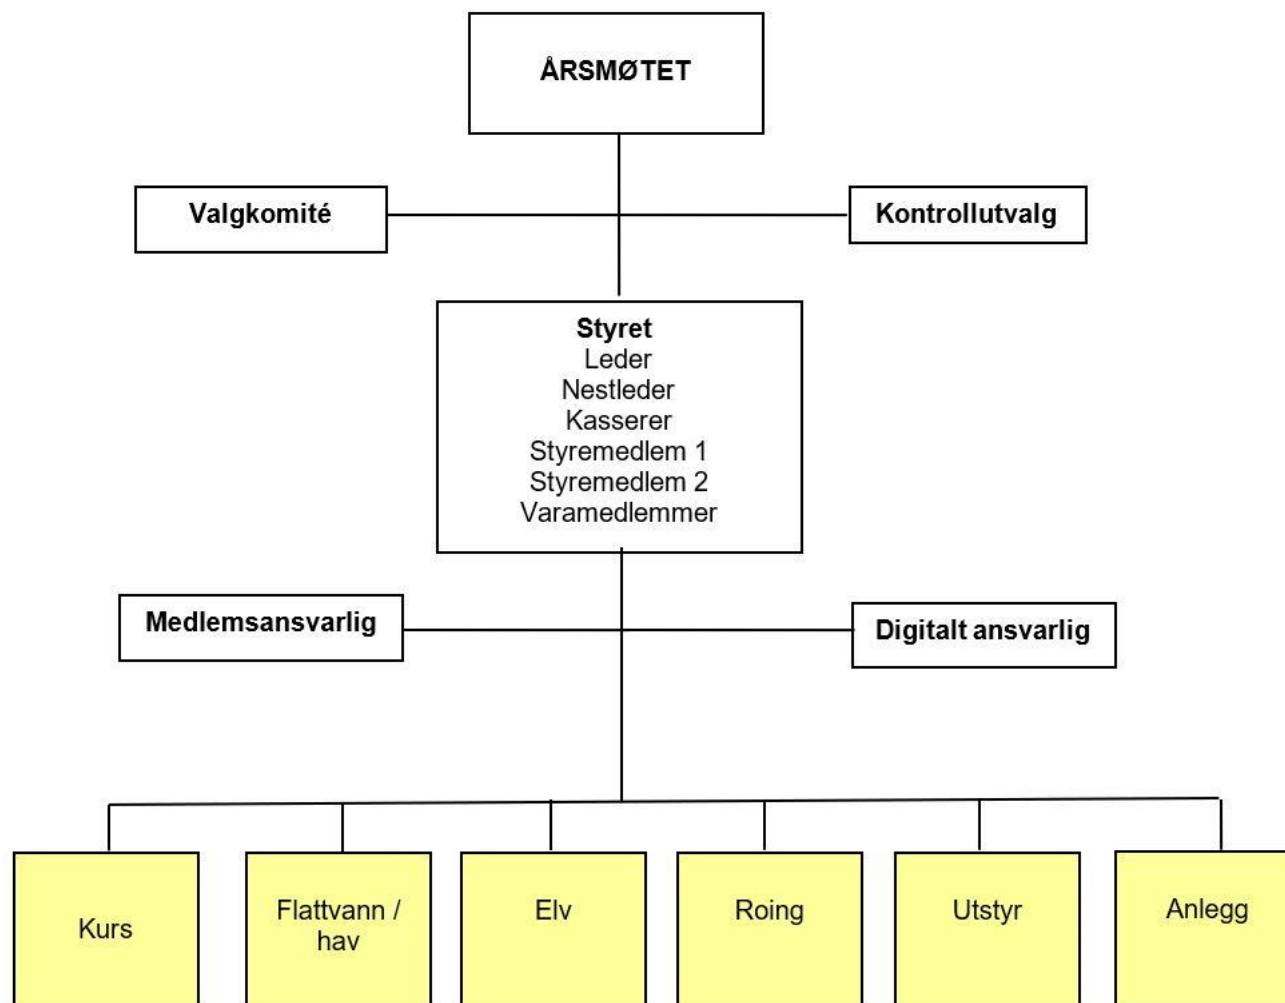 ÅRSMØTET
Valgkomité
Kontrollutvalg
Styret
Leder
Nestleder
Kasserer
Styremedlem 1
Styremedlem 2
Varamedlemmer
Medlemsansvarlig
Digitalt ansvarlig
Kurs
Flattvann /
hav
Elv
Roing
Utstyr
Anlegg